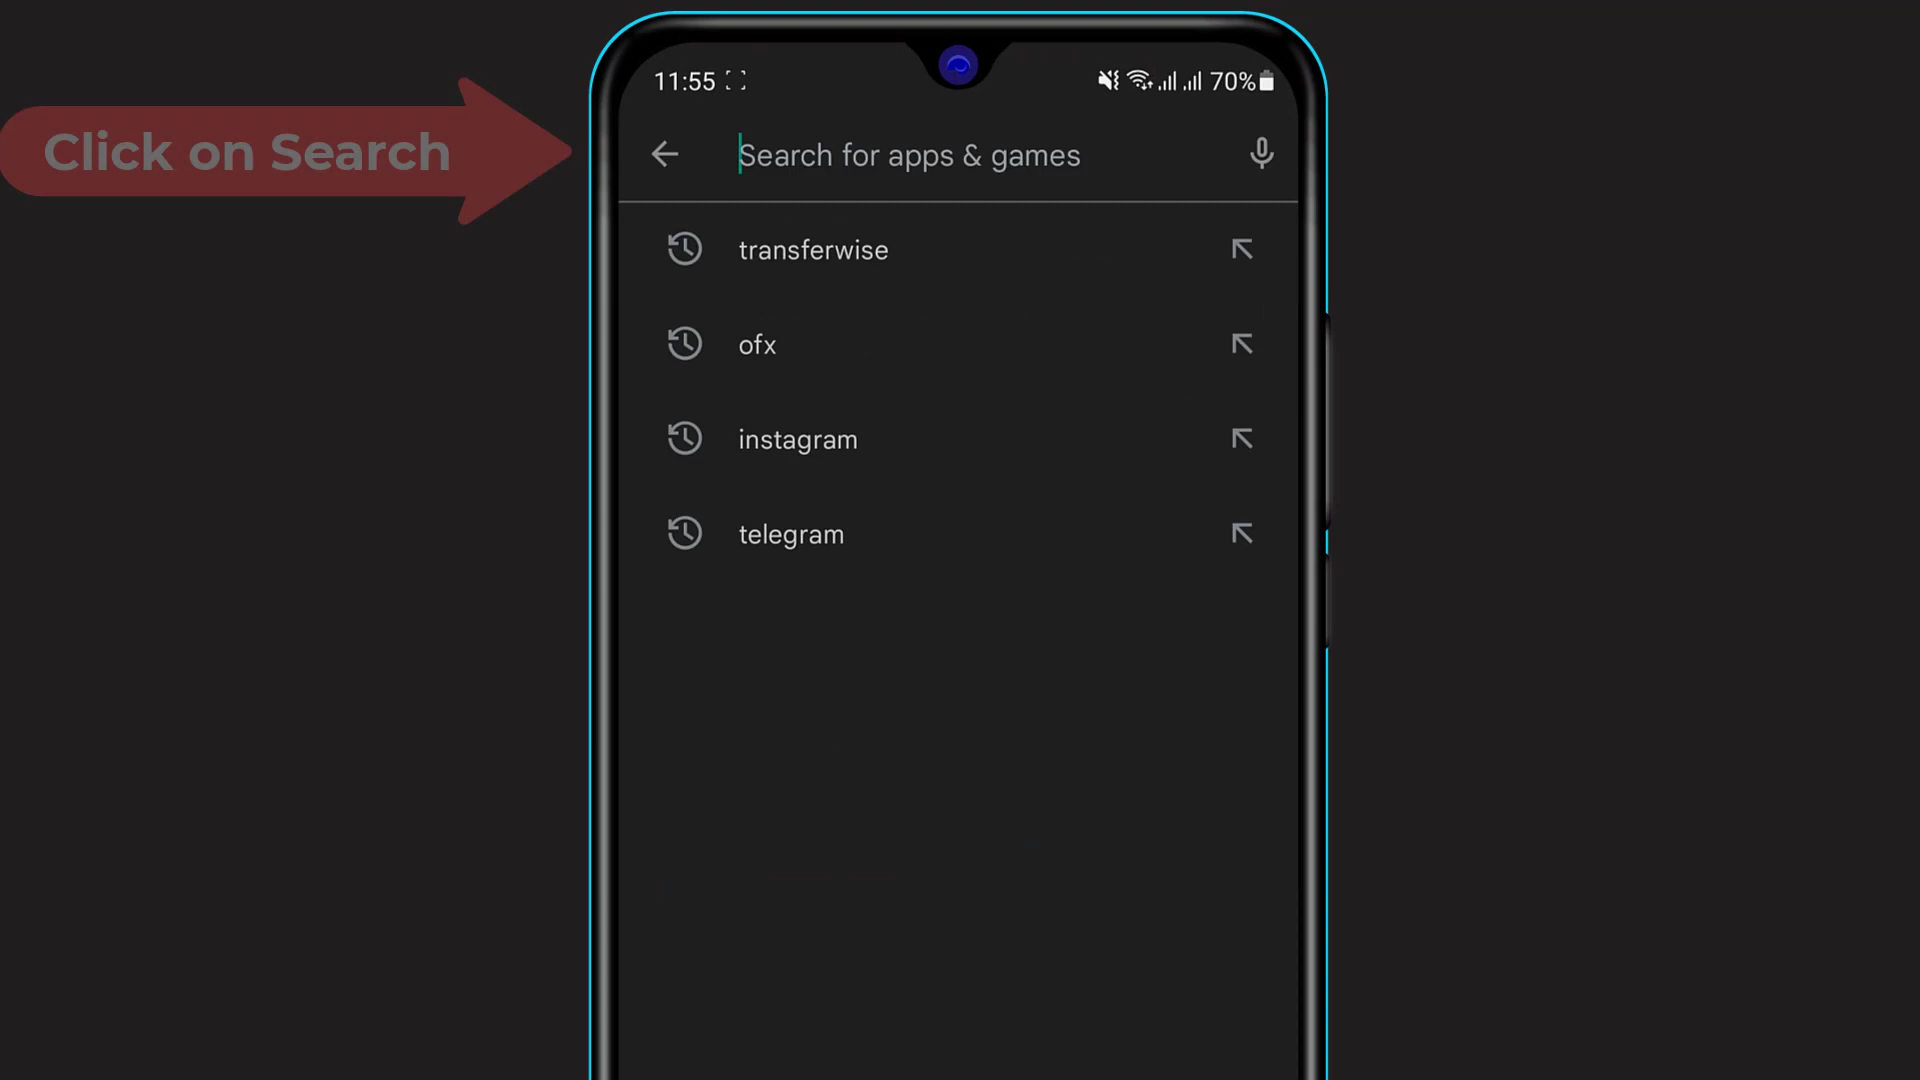 11:55
70%
Click on Search
Search for apps & games
transferwise
ofx
instagram
telegram